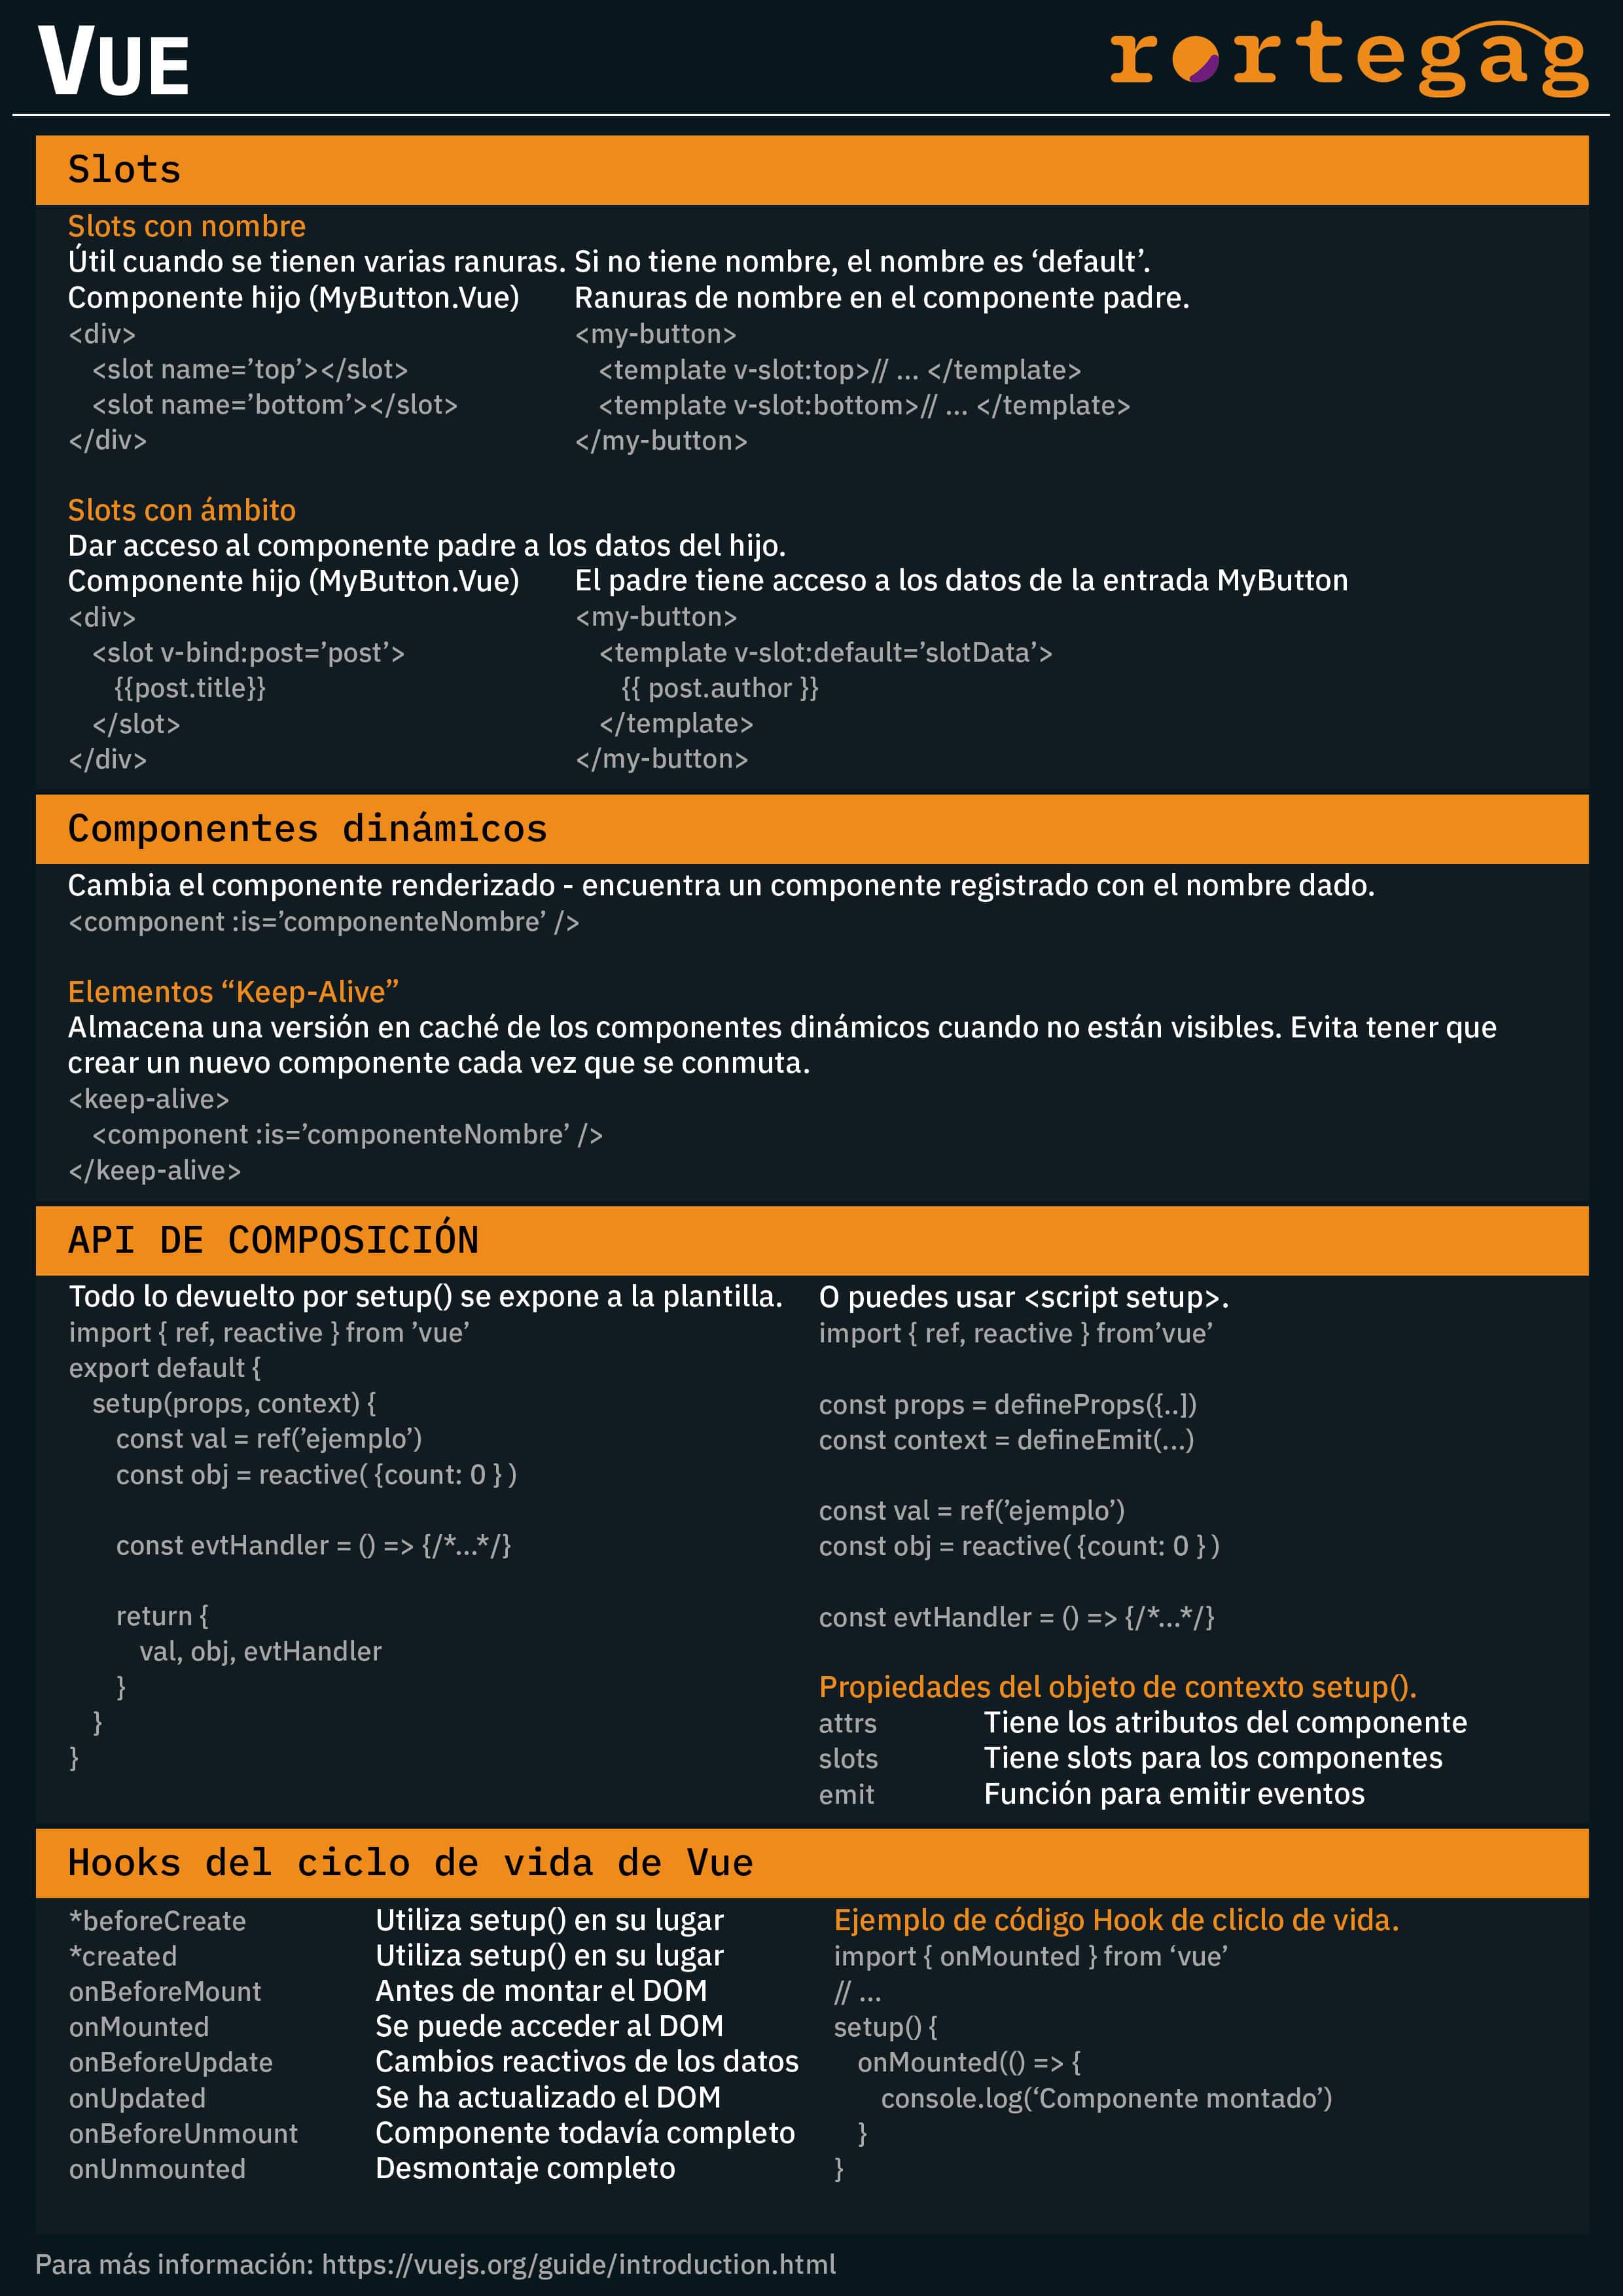 VUE
rortegag
Slots
Slots con nombre
Útil cuando se tienen varias ranuras. Si no tiene nombre, el nombre es ‘default’.
Componente hijo (MyButton.Vue)
<div>
<slot name=’top’></slot>
<slot name=’bottom’></slot>
</div>
Ranuras de nombre en el componente padre.
<my-button>
<template v-slot:top>// ... </template>
<template v-slot:bottom>// ... </template>
</my-button>
Slots con ámbito
Dar acceso al componente padre a los datos del hijo.
Componente hijo (MyButton.Vue)
<div>
<slot v-bind:post=’post’>
{{post.title}}
</slot>
</div>
El padre tiene acceso a los datos de la entrada MyButton
<my-button>
<template v-slot:default=’slotData’>
{{ post.author }}
</template>
</my-button>
Componentes dinámicos
Cambia el componente renderizado - encuentra un componente registrado con el nombre dado.
<component :is=’componenteNombre’ />
Elementos “Keep-Alive”
Almacena una versión en caché de los componentes dinámicos cuando no están visibles. Evita tener que
crear un nuevo componente cada vez que se conmuta.
<keep-alive>
<component :is=’componenteNombre’ />
</keep-alive>
API DE COMPOSICIÓN
Todo lo devuelto por setup() se expone a la plantilla.
import { ref, reactive } from ’vue’
export default {
setup(props, context) {
const val = ref(’ejemplo’)
const obj = reactive( {count: 0 } )
const evtHandler = () => {/*...*/}
return {
val, obj, evtHandler
}
}
}
O puedes usar <script setup>.
import { ref, reactive } from’vue’
const props = defineProps({..])
const context = defineEmit(...)
const val = ref(’ejemplo’)
const obj = reactive( {count: 0 } )
const evtHandler = () => {/*...*/}
Propiedades del objeto de contexto setup().
attrs Tiene los atributos del componente
slots Tiene slots para los componentes
emit Función para emitir eventos
Hooks del ciclo de vida de Vue
*beforeCreate Utiliza setup() en su lugar
*created Utiliza setup() en su lugar
onBeforeMount Antes de montar el DOM
onMounted Se puede acceder al DOM
onBeforeUpdate Cambios reactivos de los datos
onUpdated Se ha actualizado el DOM
onBeforeUnmount Componente todavía completo
onUnmounted Desmontaje completo
Ejemplo de código Hook de cliclo de vida.
import { onMounted } from ‘vue’
// ...
setup() {
onMounted(() => {
console.log(‘Componente montado’)
}
}
Para más información: https://vuejs.org/guide/introduction.html